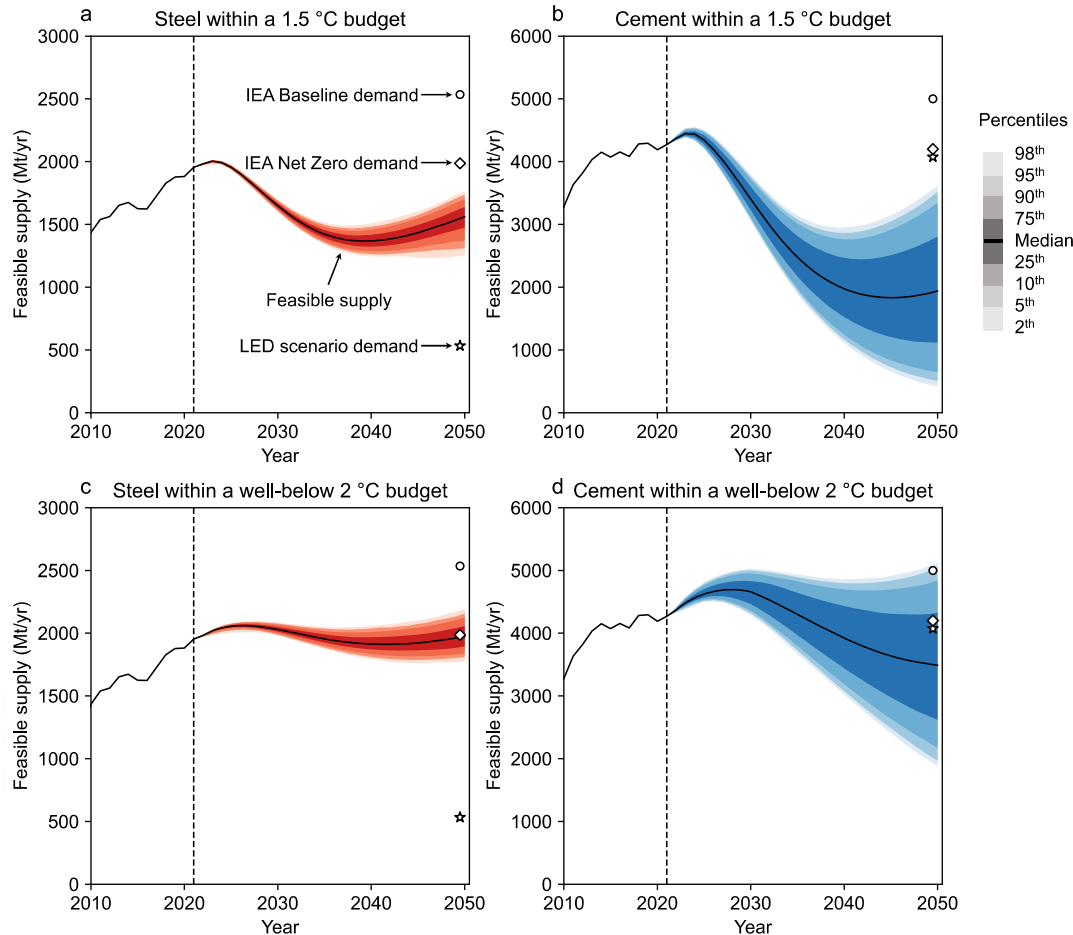 a
Steel within a 1.5 °C budget
3000
2500
2000
1500
1000
500
0
Feasible supply (Mt/yr)
IEA Baseline demand
IEA Net Zero demand
Feasible supply
LED scenario demand
2010 2020 2030 2040 2050
Year
b
Cement within a 1.5 °C budget
6000
5000
4000
3000
2000
1000
0
Feasible supply (Mt/yr)
2010 2020 2030 2040 2050
Year
Percentiles
98th
95th
90th
75th
Median
25th
10th
5th
2th
c
Steel within a well-below 2 °C budget
3000
2500
2000
1500
1000
500
0
Feasible supply (Mt/yr)
2010 2020 2030 2040 2050
Year
d
Cement within a well-below 2 °C budget
6000
5000
4000
3000
2000
1000
0
Feasible supply (Mt/yr)
2010 2020 2030 2040 2050
Year